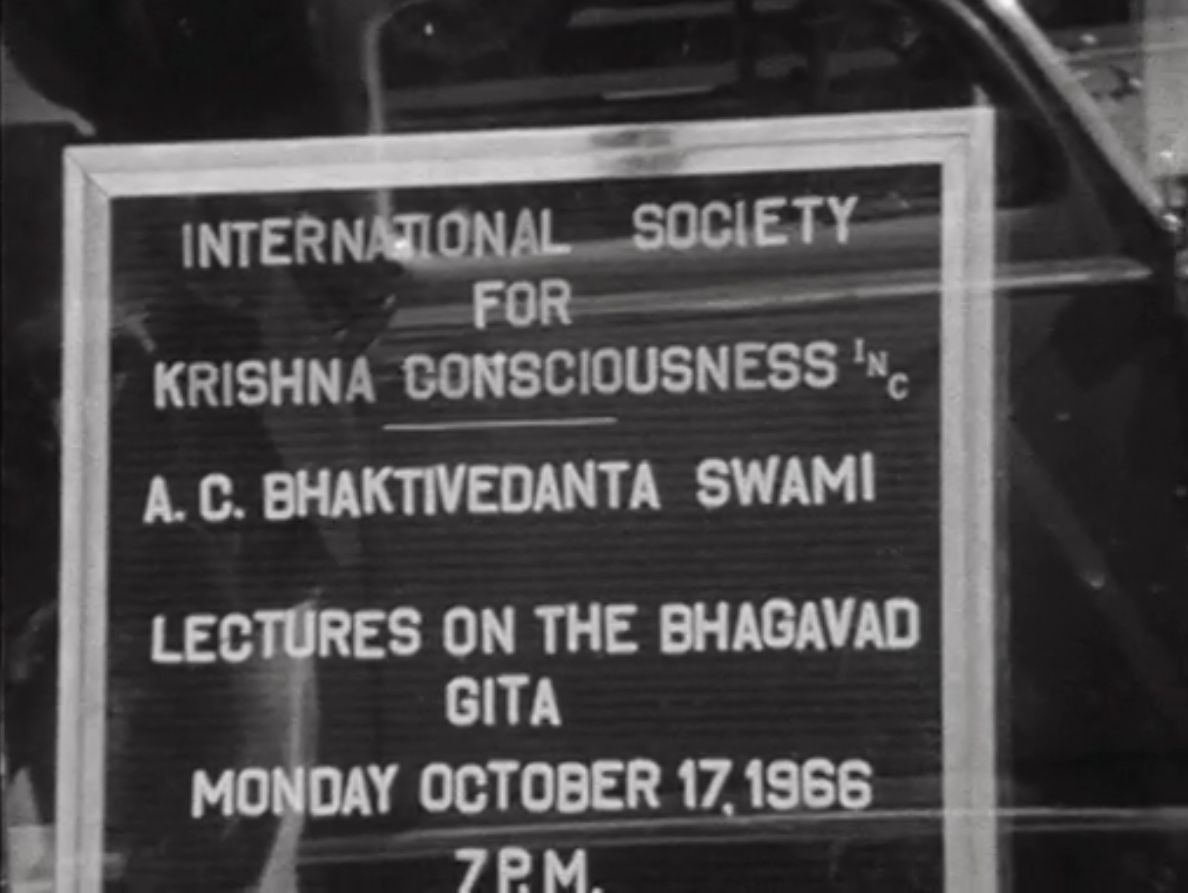 INTERNATIONAL SOCIETY
FOR
KRISHNA CONSCIOUSNESS INC
A. C. BHAKTIVEDANTA SWAMI
LECTURES ON THE BHAGAVAD
GITA
MONDAY OCTOBER 17, 1966
7 P.M.